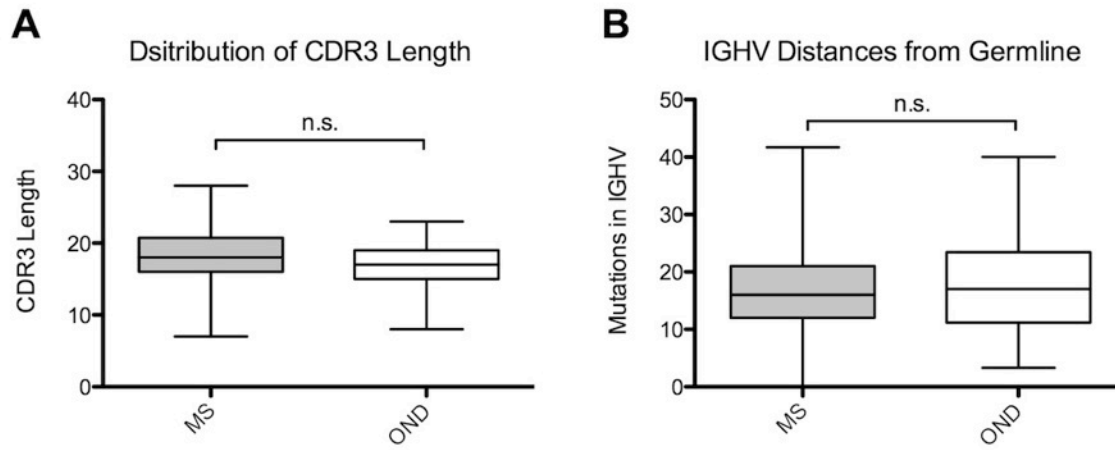 A
Dsitribution of CDR3 Length
40
30
20
10
0
CDR3 Length
n.s.
MS
OND
B
IGHV Distances from Germline
50
40
30
20
10
0
Mutations in IGHV
n.s.
MS
OND